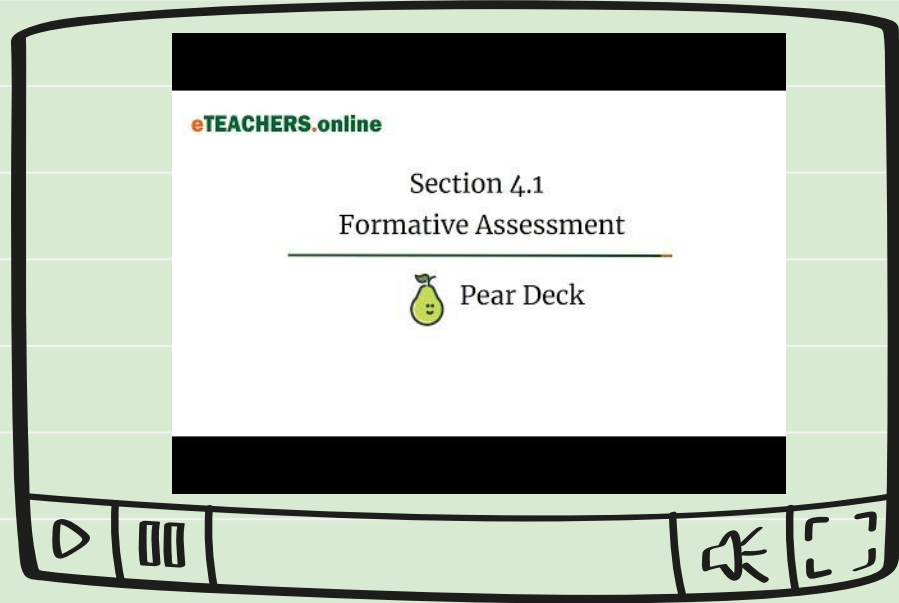 eTEACHERS.online
Section 4.1
Formative Assessment
Pear Deck